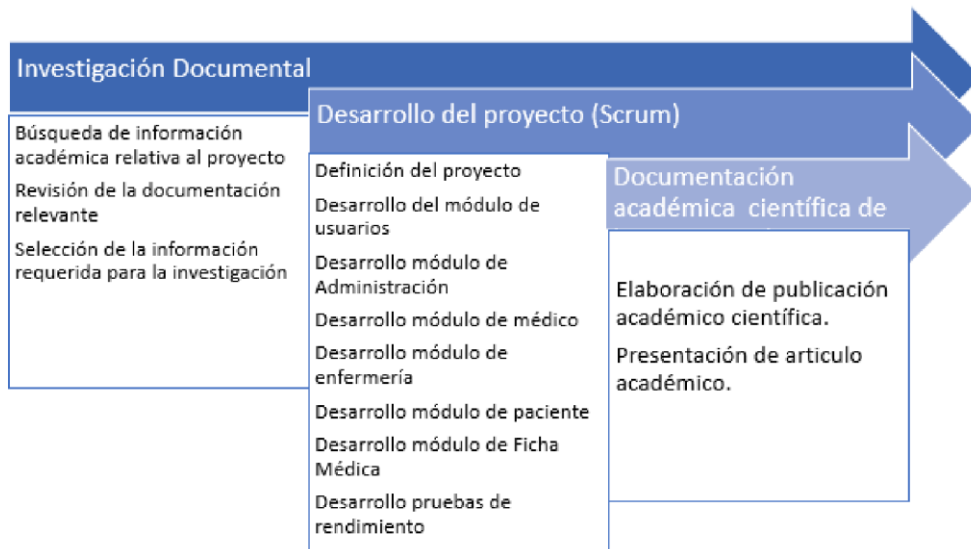 Investigación Documental
Búsqueda de información
académica relativa al proyecto
Revisión de la documentación
relevante
Selección de la información
requerida para la investigación
Desarrollo del proyecto (Scrum)
Definición del proyecto
Desarrollo del módulo de
usuarios
Desarrollo módulo de
Administración
Desarrollo módulo de médico
Desarrollo módulo de
enfermería
Desarrollo módulo de paciente
Desarrollo módulo de Ficha
Médica
Desarrollo pruebas de
rendimiento
Documentación
académica científica de
Elaboración de publicación
académico científica.
Presentación de articulo
académico.